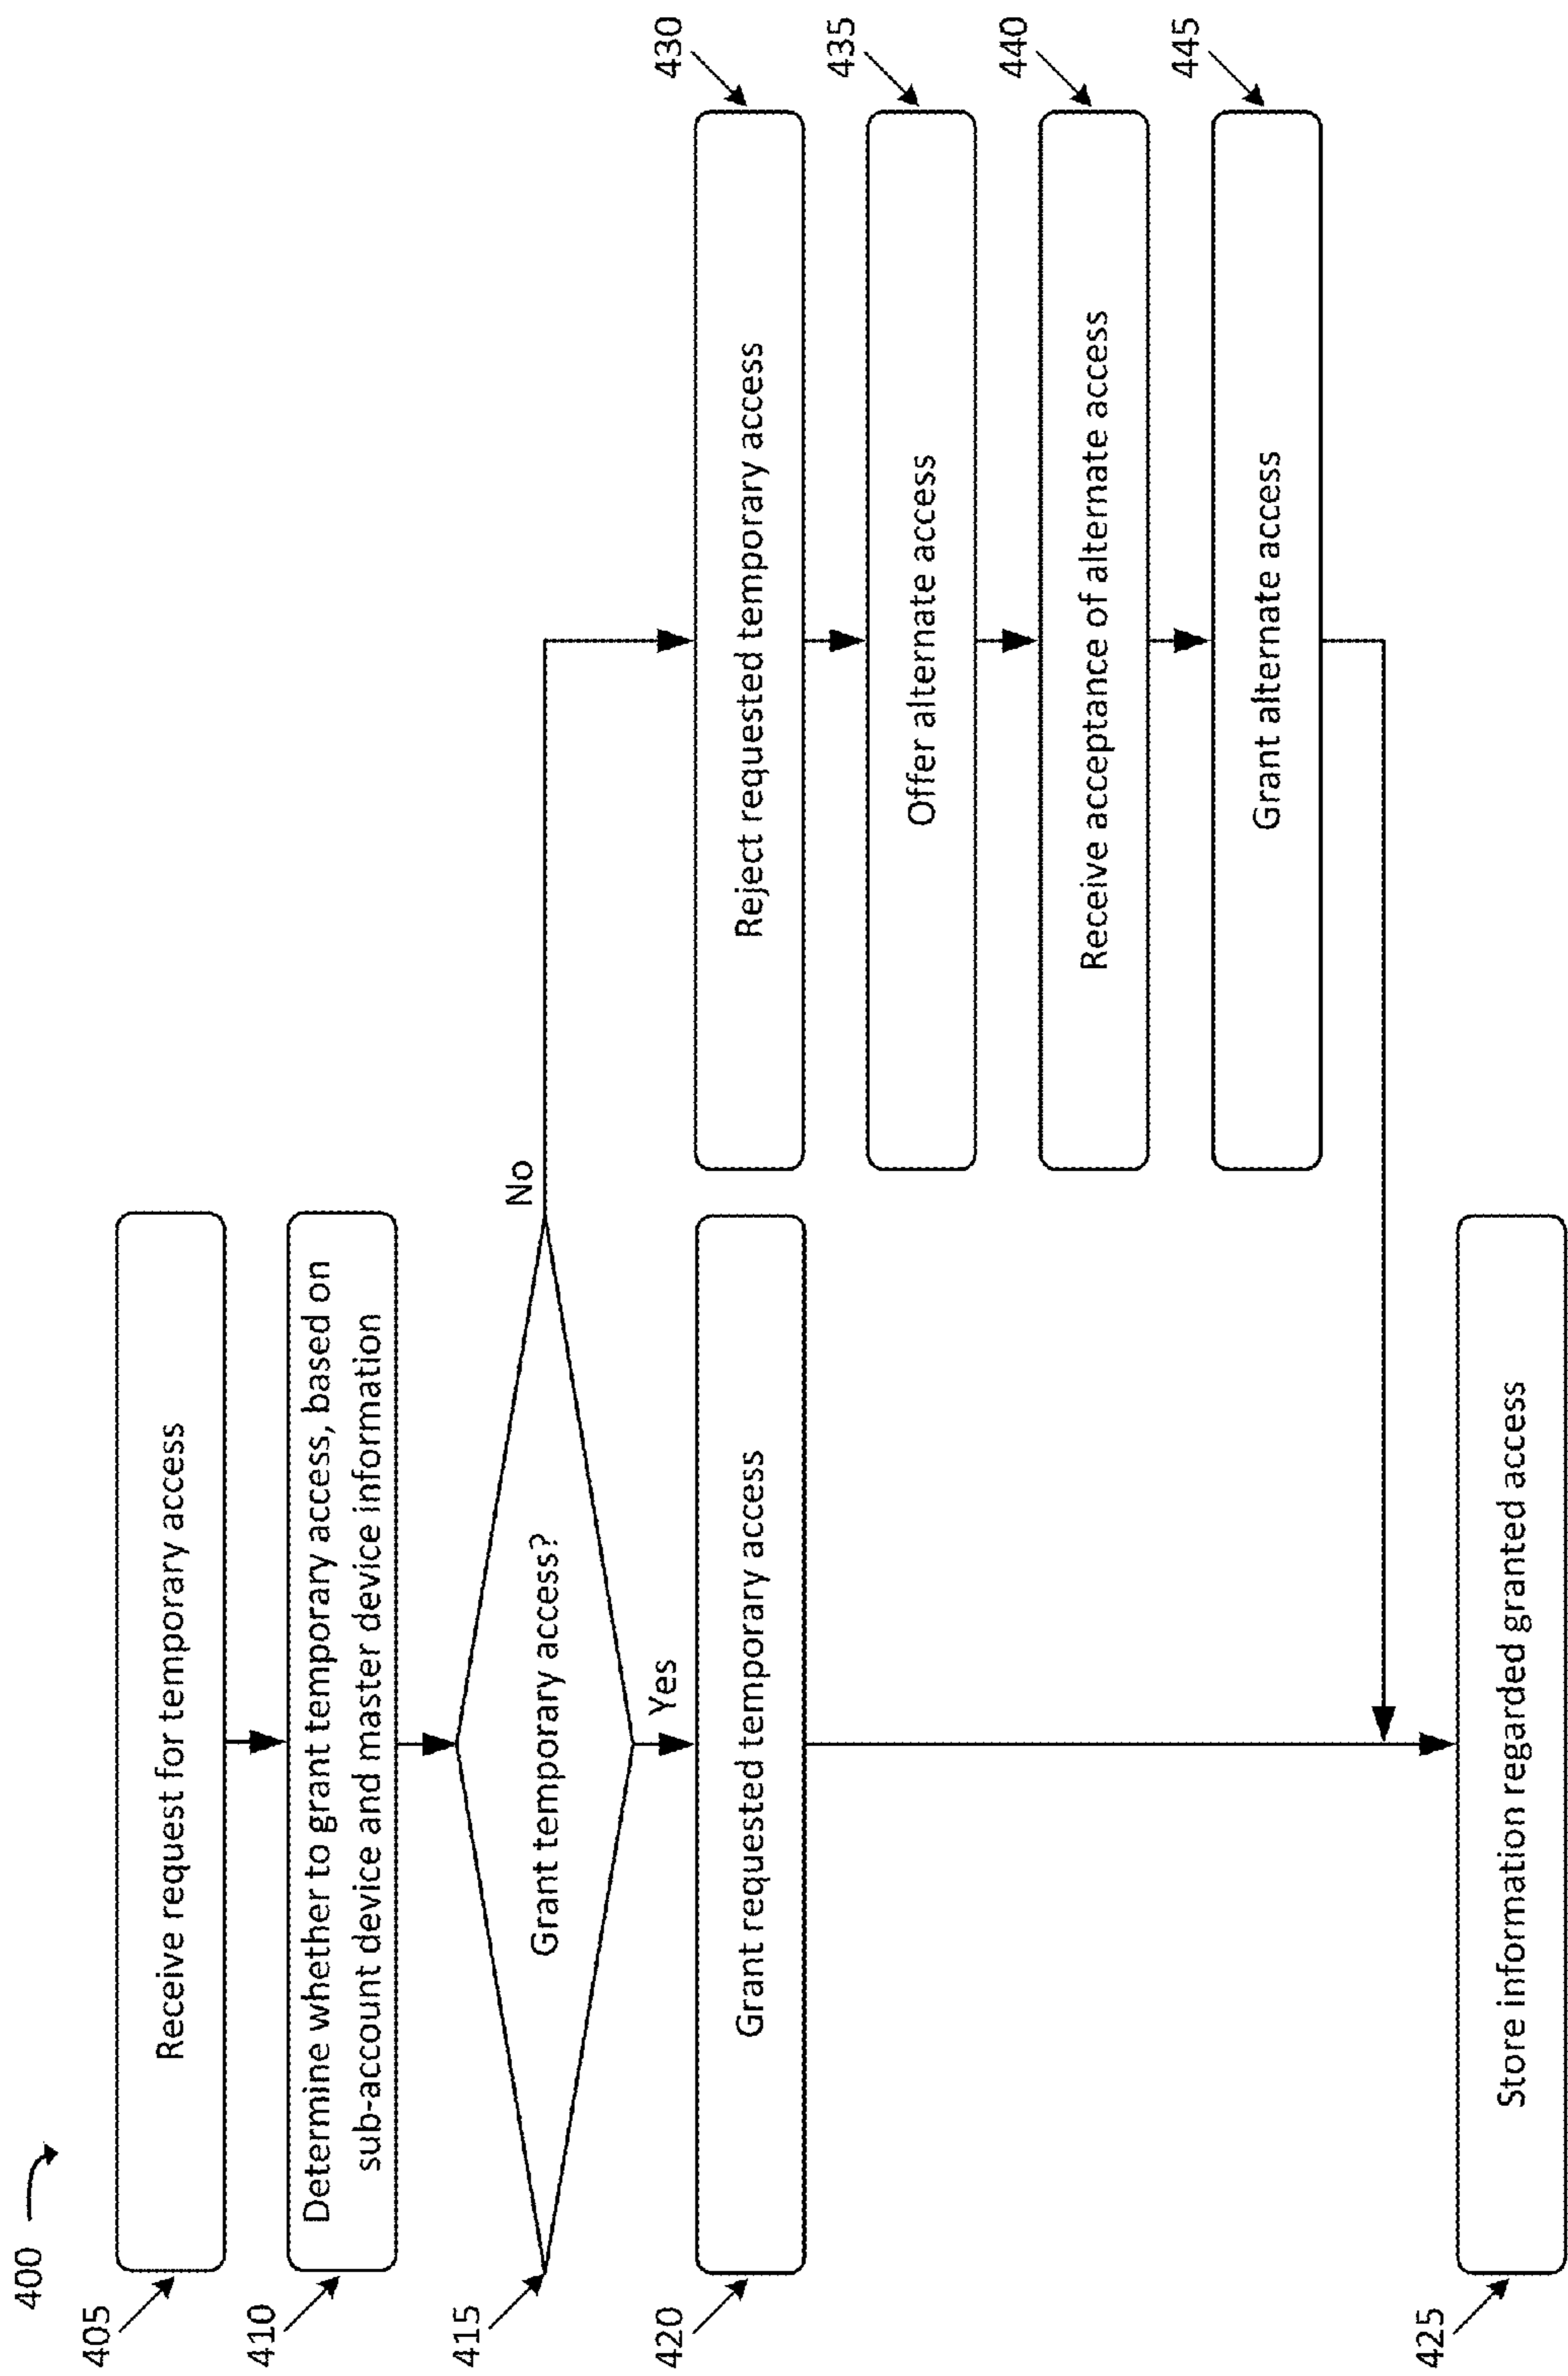 400
405
Receive request for temporary access
410
Determine whether to grant temporary access, based on
sub-account device and master device information
415
Grant temporary access?
No
Yes
420
Grant requested temporary access
430
Reject requested temporary access
435
Offer alternate access
440
Receive acceptance of alternate access
445
Grant alternate access
425
Store information regarded granted access